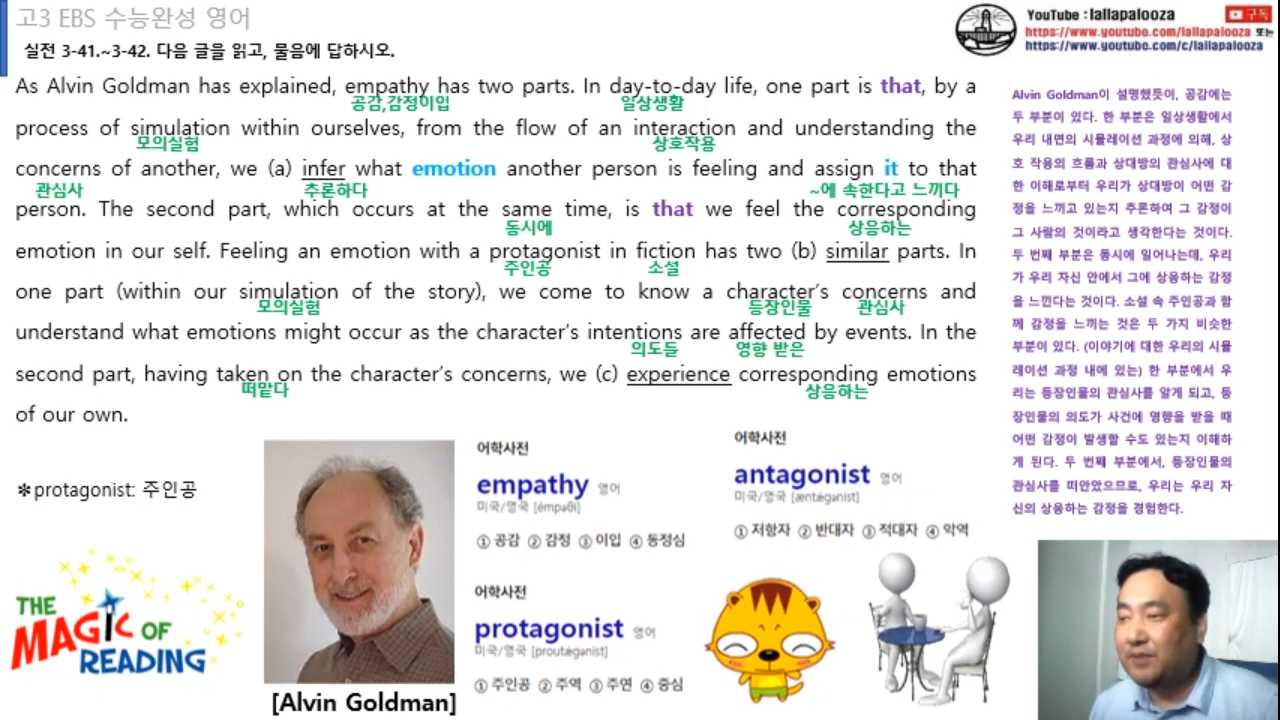 고3 EBS 수능완성 영어
실전 3-41.~3-42. 다음 글을 읽고, 물음에 답하시오.
YouTube : lallapalooza
구독
https://www.youtube.com/lallapalooza 또는
https://www.youtube.com/c/lallapalooza
As Alvin Goldman has explained, empathy has two parts. In day-to-day life, one part is that, by a
공감,감정이입 일상생활
process of simulation within ourselves, from the flow of an interaction and understanding the
모의실험 상호작용
concerns of another, we (a) infer what emotion another person is feeling and assign it to that
관심사 추론하다 ~에 속한다고 느끼다
person. The second part, which occurs at the same time, is that we feel the corresponding
동시에 상응하는
emotion in our self. Feeling an emotion with a protagonist in fiction has two (b) similar parts. In
주인공 소설
one part (within our simulation of the story), we come to know a character's concerns and
모의실험 등장인물 관심사
understand what emotions might occur as the character's intentions are affected by events. In the
의도들 영향 받은
second part, having taken on the character's concerns, we (c) experience corresponding emotions
떠맡다 상응하는
of our own.
✻protagonist: 주인공
Alvin Goldman이 설명했듯이, 공감에는
두 부분이 있다. 한 부분은 일상생활에서
우리 내면의 시뮬레이션 과정에 의해, 상
호 작용의 흐름과 상대방의 관심사에 대
한 이해로부터 우리가 상대방이 어떤 감
정을 느끼고 있는지 추론하여 그 감정이
그 사람의 것이라고 생각한다는 것이다.
두 번째 부분은 동시에 일어나는데, 우리
가 우리 자신 안에서 그에 상응하는 감정
을 느낀다는 것이다. 소설 속 주인공과 함
께 감정을 느끼는 것은 두 가지 비슷한
부분이 있다. (이야기에 대한 우리의 시뮬
레이션 과정 내에 있는) 한 부분에서 우
리는 등장인물의 관심사를 알게 되고, 등
장인물의 의도가 사건에 영향을 받을 때
어떤 감정이 발생할 수도 있는지 이해하
게 된다. 두 번째 부분에서, 등장인물의
관심사를 떠안았으므로, 우리는 우리 자
신의 상응하는 감정을 경험한다.
THE
MAGIC OF
READING
[Alvin Goldman]
어학사전
empathy 영어
미국/영국 [émpəθi]
① 공감 ② 감정 ③ 이입 ④ 동정심
어학사전
protagonist 영어
미국/영국 [proutǽgənist]
① 주인공 ② 주역 ③ 주연 ④ 중심
어학사전
antagonist 영어
미국/영국 [æntǽgənist]
① 저항자 ② 반대자 ③ 적대자 ④ 악역